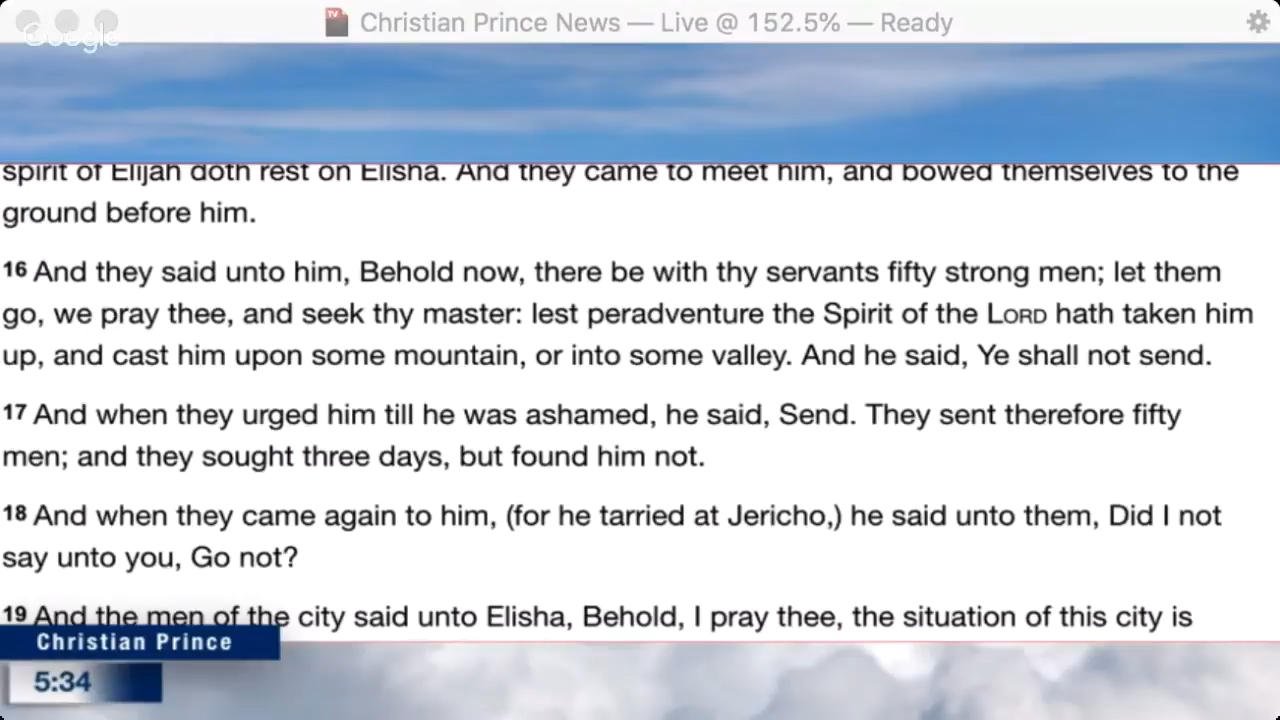 Christian Prince News — Live @ 152.5% — Ready
Google
spirit of Elijah doth rest on Elisha. And they came to meet him, and bowed themselves to the
ground before him.
16 And they said unto him, Behold now, there be with thy servants fifty strong men; let them
go, we pray thee, and seek thy master: lest peradventure the Spirit of the LORD hath taken him
up, and cast him upon some mountain, or into some valley. And he said, Ye shall not send.
17 And when they urged him till he was ashamed, he said, Send. They sent therefore fifty
men; and they sought three days, but found him not.
18 And when they came again to him, (for he tarried at Jericho,) he said unto them, Did I not
say unto you, Go not?
19 And the men of the city said unto Elisha, Behold, I pray thee, the situation of this city is
Christian Prince
5:34